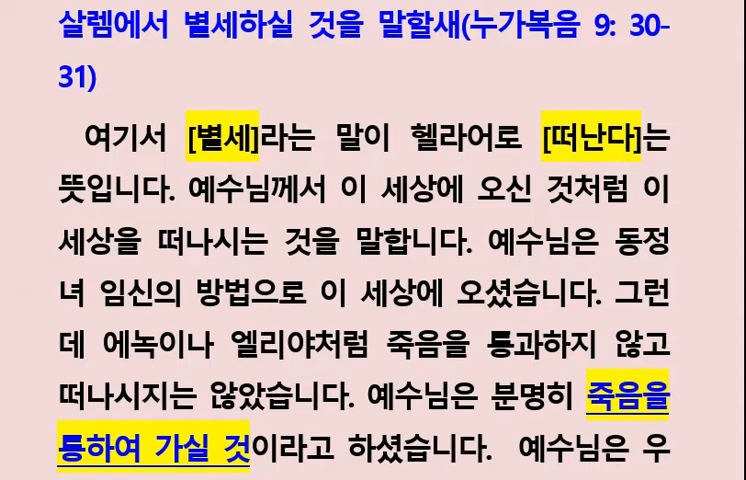 살렘에서 별세하실 것을 말할새(누가복음 9: 30-
31)
여기서 [별세]라는 말이 헬라어로 [떠난다]는
뜻입니다. 예수님께서 이 세상에 오신 것처럼 이
세상을 떠나시는 것을 말합니다. 예수님은 동정
녀 임신의 방법으로 이 세상에 오셨습니다. 그런
데 에녹이나 엘리야처럼 죽음을 통과하지 않고
떠나시지는 않았습니다. 예수님은 분명히 죽음을
통하여 가실 것이라고 하셨습니다. 예수님은 우